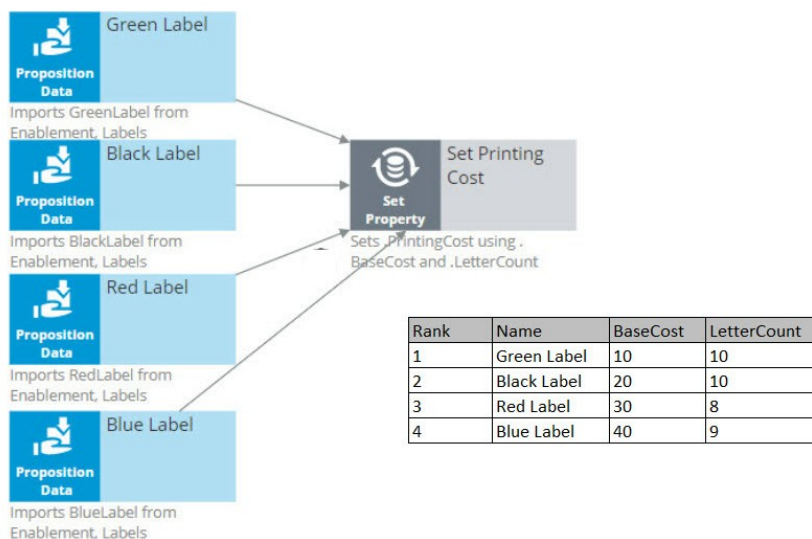 Green Label
Proposition
Data
Imports GreenLabel from
Enablement, Labels
Black Label
Proposition
Data
Imports BlackLabel from
Enablement, Labels
Red Label
Proposition
Data
Imports RedLabel from
Enablement, Labels
Blue Label
Proposition
Data
Imports BlueLabel from
Enablement, Labels
Set Printing
Cost
Set
Property
Sets .PrintingCost using .
BaseCost and .LetterCount
Rank Name BaseCost LetterCount
1 Green Label 10 10
2 Black Label 20 10
3 Red Label 30 8
4 Blue Label 40 9